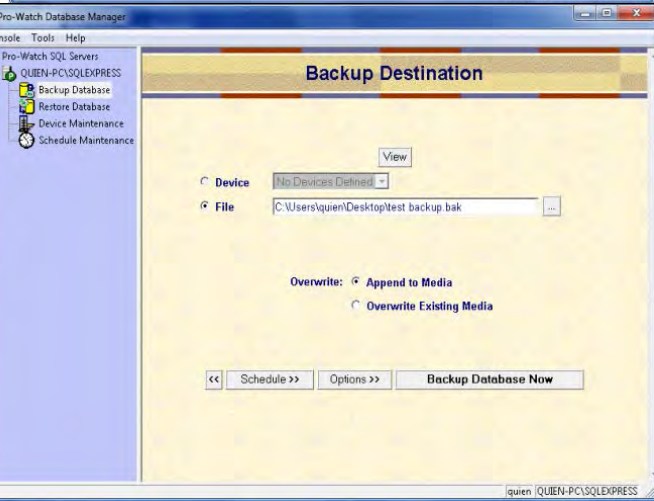 Pro-Watch Database Manager
nsole Tools Help
Pro-Watch SQL Servers
QUIEN-PC\SQLEXPRESS
Backup Database
Restore Database
Device Maintenance
Schedule Maintenance
Backup Destination
View
Device No Devices Defined
File C:\Users\quien\Desktop\test backup.bak ...
Overwrite: Append to Media
Overwrite Existing Media
<< Schedule >> Options >> Backup Database Now
quien QUIEN-PC\SQLEXPRESS